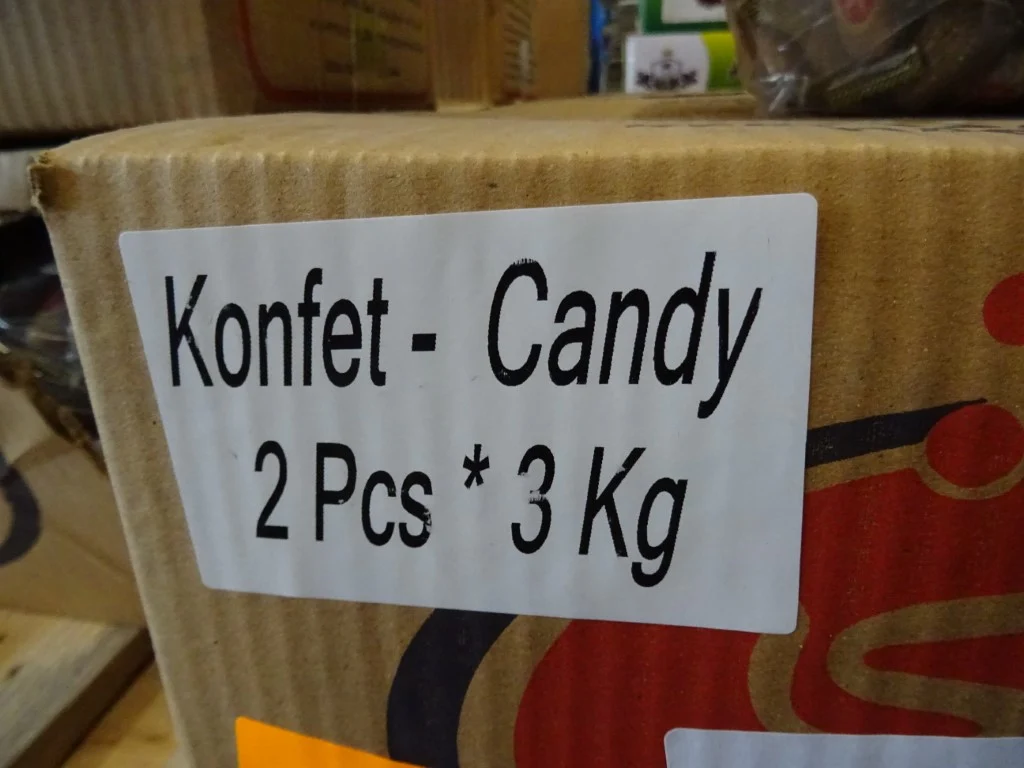 Konfet - Candy
2 Pcs * 3 Kg